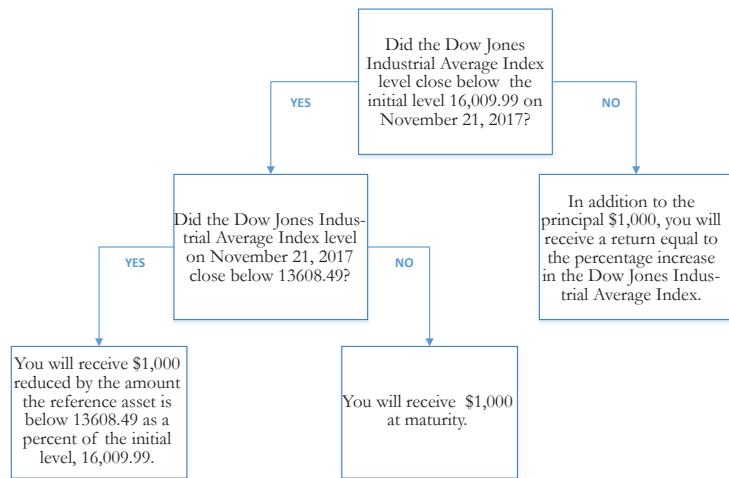 Did the Dow Jones
Industrial Average Index
level close below the
initial level 16,009.99 on
November 21, 2017?
YES
NO
Did the Dow Jones Indus-
trial Average Index level
on November 21, 2017
close below 13608.49?
In addition to the
principal $1,000, you will
receive a return equal to
the percentage increase
in the Dow Jones Indus-
trial Average Index.
YES
NO
You will receive $1,000
reduced by the amount
the reference asset is
below 13608.49 as a
percent of the initial
level, 16,009.99.
You will receive $1,000
at maturity.